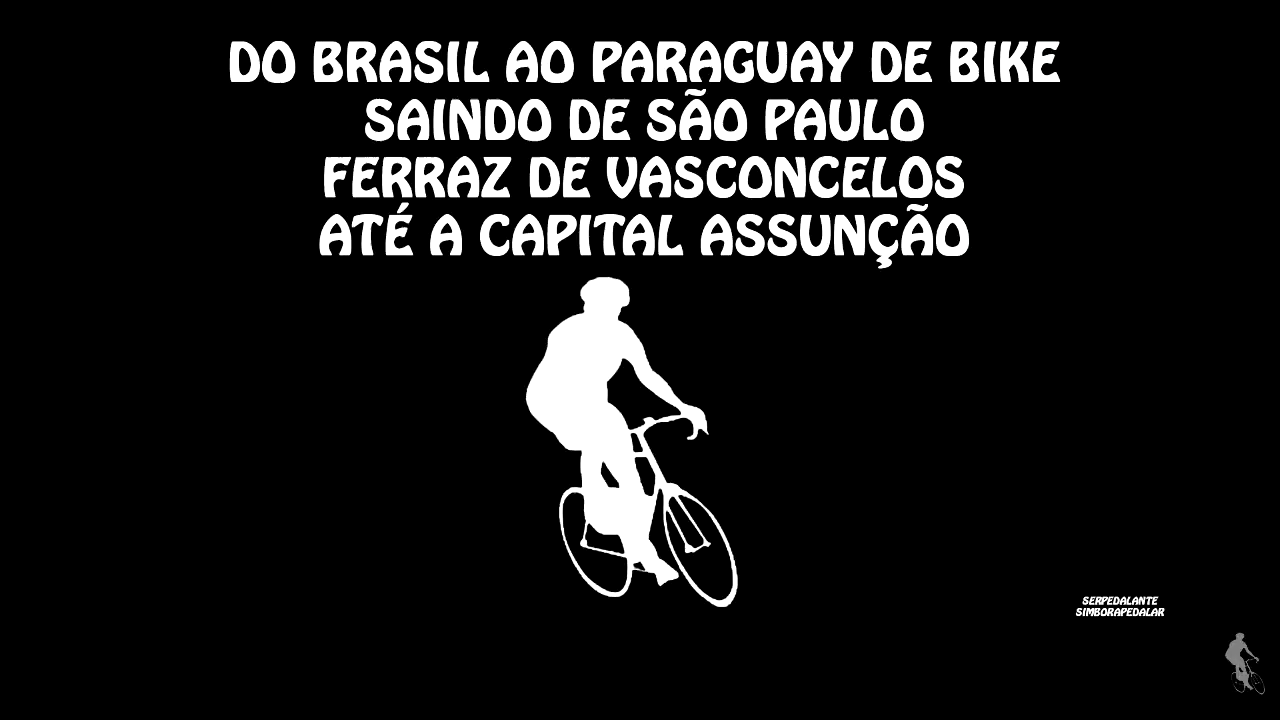 DO BRASIL AO PARAGUAY DE BIKE
SAINDO DE SÃO PAULO
FERRAZ DE VASCONCELOS
ATÉ A CAPITAL ASSUNÇÃO
SERPEDALANTE
SIMBORAPEDALAR